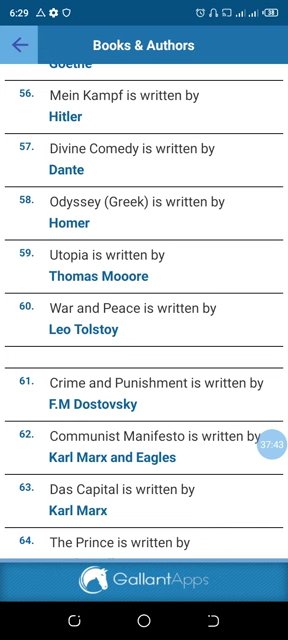 6:29
38
Books & Authors
Goethe
56. Mein Kampf is written by
Hitler
57. Divine Comedy is written by
Dante
58. Odyssey (Greek) is written by
Homer
59. Utopia is written by
Thomas Mooore
60. War and Peace is written by
Leo Tolstoy
61. Crime and Punishment is written by
F.M Dostovsky
62. Communist Manifesto is written by
37:43
Karl Marx and Eagles
63. Das Capital is written by
Karl Marx
64. The Prince is written by
GallantApps